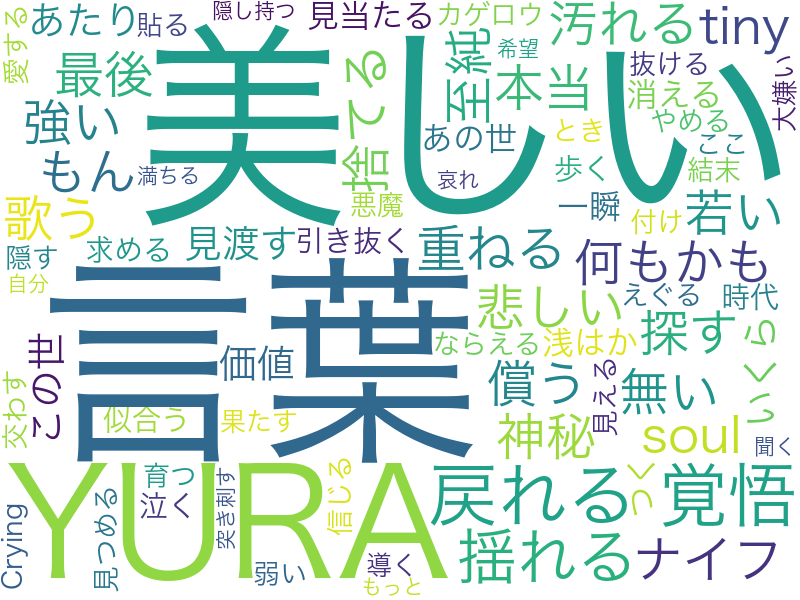 愛する
あたり
貼る
隠し持つ
見当たる
カゲロウ
汚れる
tiny
最後
美しい
捨てる
至純
希望
本当
抜ける
大嫌い
強い
消える
もん
あの世
とき
やめる
ここ
満ちる
哀れ
歩く
結末
歌う
悪魔
一瞬
付け
若い
隠す
求める
見渡す
引き抜く
重ねる
何もかも
自分
言葉
悲しい
えぐる
時代
この世
価値
ならえる
浅はか
探す
いくら
交わす
似合う
果たす
償う
見える
無い
神秘
soul
聞く
YURA
育つ
突き刺す
信じる
戻れる
つく
覚悟
Crying
見つめる
泣く
弱い
導く
もっと
揺れる
ナイフ